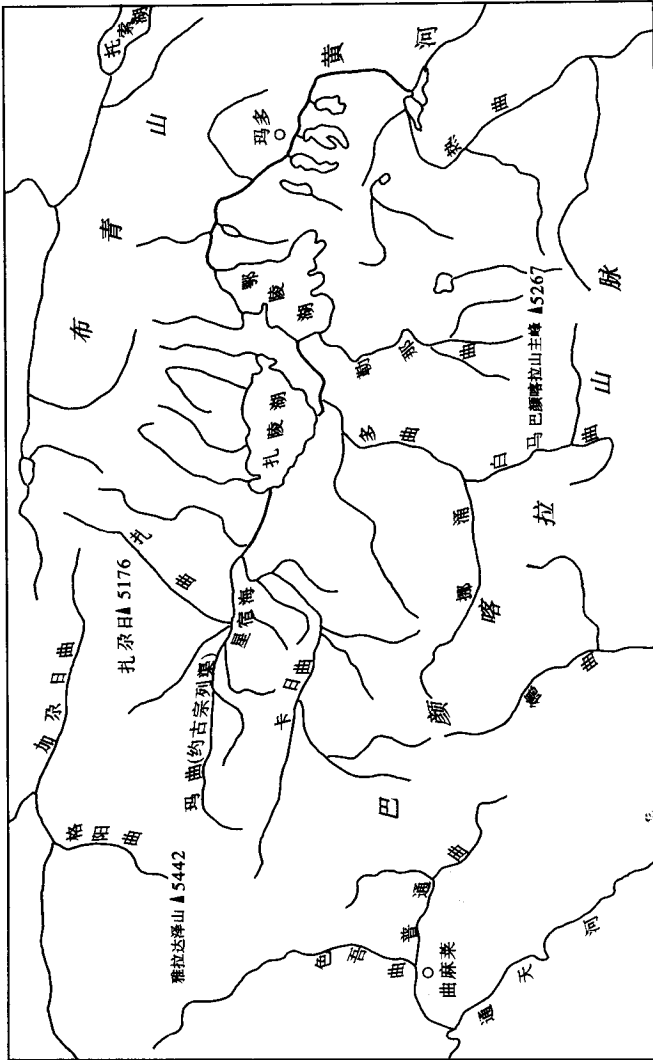 托索湖
黄河
布青山
玛多
热曲
鄂陵湖
扎陵湖
勒那曲
多曲
白马曲
巴颜喀拉山主峰▲5267
巴颜喀拉山脉
涌
曲
扎曲
扎尕日▲5176
加尕日曲
格阳曲
星宿海
玛曲(约古宗列渠)
卡日曲
雅拉达泽山▲5442
色吾曲
普通曲
曲麻莱
通天河